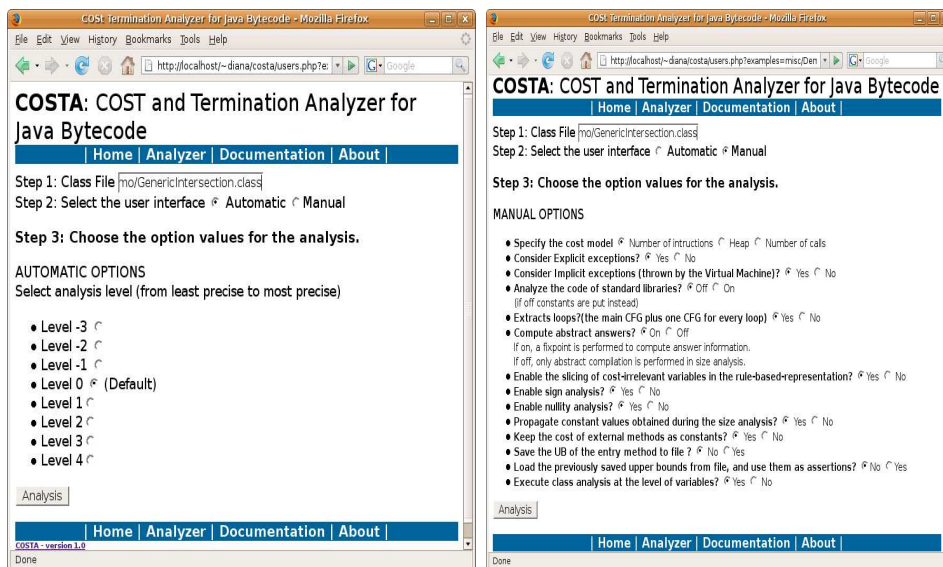 COSt Termination Analyzer for Java Bytecode - Mozilla Firefox
File Edit View History Bookmarks Tools Help
http://localhost/~diana/costa/users.php?e: Google
COSTA: COST and Termination Analyzer for
Java Bytecode
| Home | Analyzer | Documentation | About |
Step 1: Class File mo/GenericIntersection.class
Step 2: Select the user interface Automatic Manual
Step 3: Choose the option values for the analysis.
AUTOMATIC OPTIONS
Select analysis level (from least precise to most precise)
Level -3
Level -2
Level -1
Level 0 (Default)
Level 1
Level 2
Level 3
Level 4
Analysis
| Home | Analyzer | Documentation | About |
COSTA - version 1.0
Done
COSt Termination Analyzer for Java Bytecode - Mozilla Firefox
File Edit View History Bookmarks Tools Help
http://localhost/~diana/costa/users.php?examples=misc/Den Google
COSTA: COST and Termination Analyzer for Java Bytecode
| Home | Analyzer | Documentation | About |
Step 1: Class File mo/GenericIntersection.class
Step 2: Select the user interface Automatic Manual
Step 3: Choose the option values for the analysis.
MANUAL OPTIONS
Specify the cost model Number of intructions Heap Number of calls
Consider Explicit exceptions? Yes No
Consider Implicit exceptions (thrown by the Virtual Machine)? Yes No
Analyze the code of standard libraries? Off On
(if off constants are put instead)
Extracts loops?(the main CFG plus one CFG for every loop) Yes No
Compute abstract answers? On Off
If on, a fixpoint is performed to compute answer information.
If off, only abstract compilation is performed in size analysis.
Enable the slicing of cost-irrelevant variables in the rule-based-representation? Yes No
Enable sign analysis? Yes No
Enable nullity analysis? Yes No
Propagate constant values obtained during the size analysis? Yes No
Keep the cost of external methods as constants? Yes No
Save the UB of the entry method to file ? No Yes
Load the previously saved upper bounds from file, and use them as assertions? No Yes
Execute class analysis at the level of variables? Yes No
Analysis
| Home | Analyzer | Documentation | About |
Done